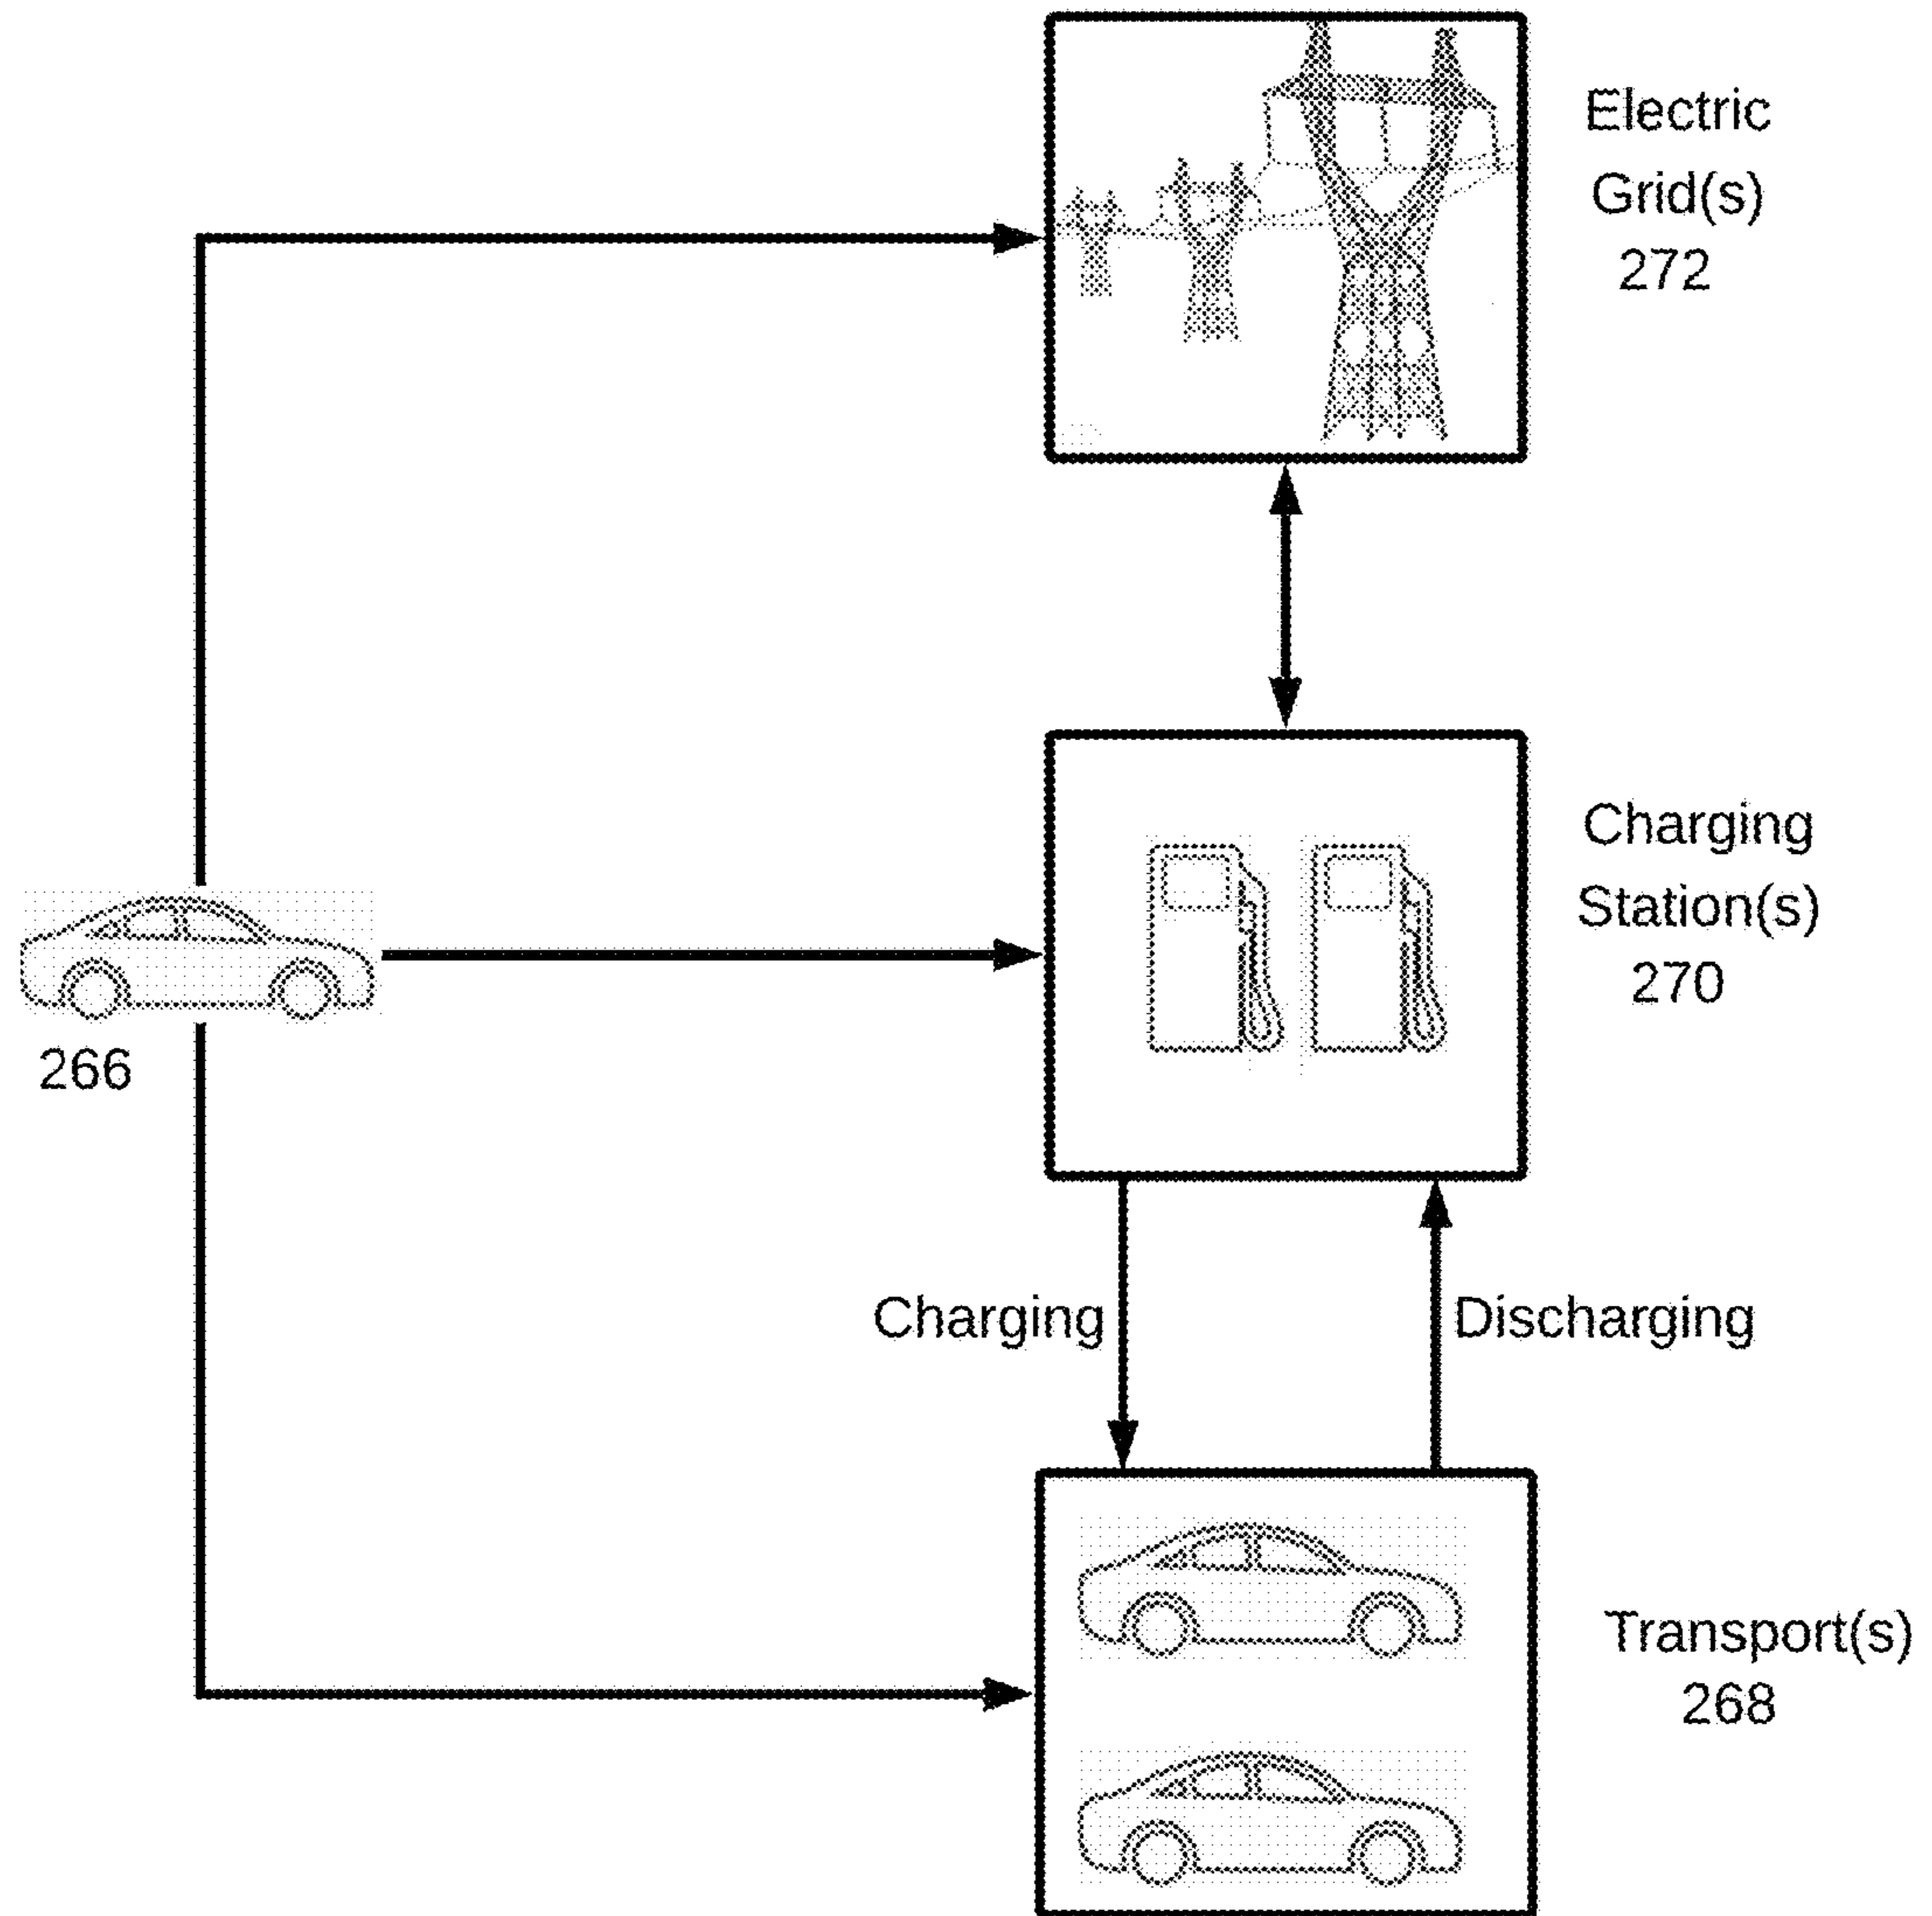 Electric
Grid(s)
272
Charging
Station(s)
270
266
Charging
Discharging
Transport(s)
268